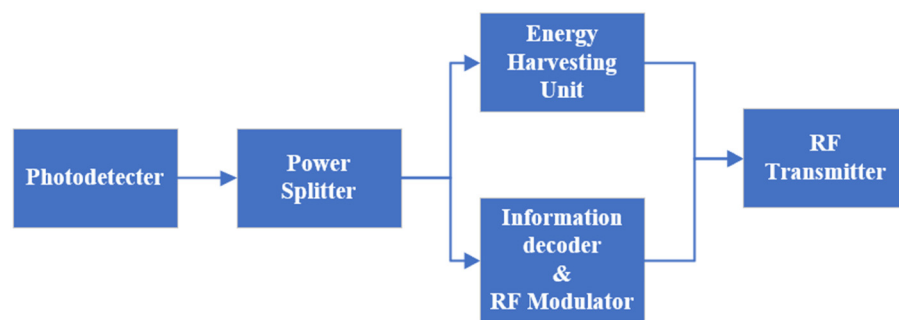 Photodetecter
Power
Splitter
Energy
Harvesting
Unit
Information
decoder
&
RF Modulator
RF
Transmitter